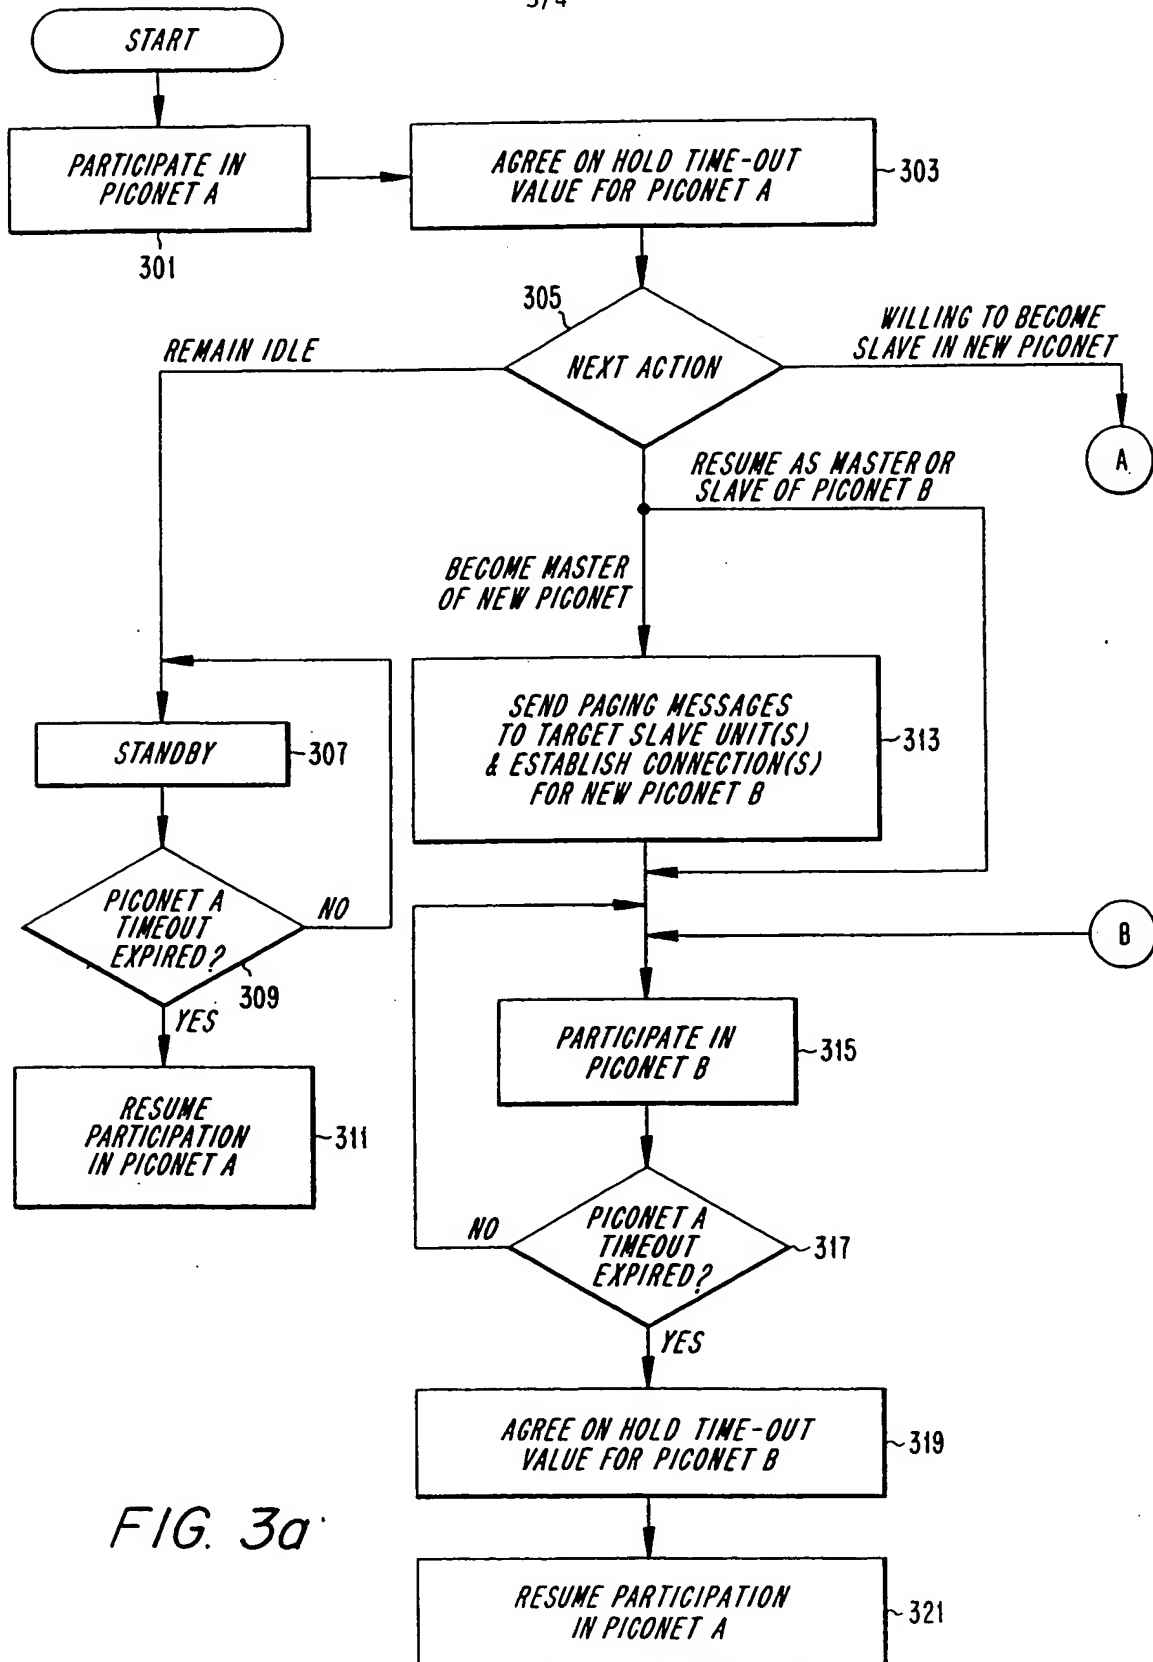 3/4
START
PARTICIPATE IN
PICONET A
301
AGREE ON HOLD TIME-OUT
VALUE FOR PICONET A
303
305
NEXT ACTION
REMAIN IDLE
WILLING TO BECOME
SLAVE IN NEW PICONET
A
RESUME AS MASTER OR
SLAVE OF PICONET B
BECOME MASTER
OF NEW PICONET
STANDBY
307
SEND PAGING MESSAGES
TO TARGET SLAVE UNIT(S)
& ESTABLISH CONNECTION(S)
FOR NEW PICONET B
313
PICONET A
TIMEOUT
EXPIRED?
NO
309
YES
B
RESUME
PARTICIPATION
IN PICONET A
311
PARTICIPATE IN
PICONET B
315
PICONET A
TIMEOUT
EXPIRED?
NO
317
YES
AGREE ON HOLD TIME-OUT
VALUE FOR PICONET B
319
RESUME PARTICIPATION
IN PICONET A
321
FIG. 3a